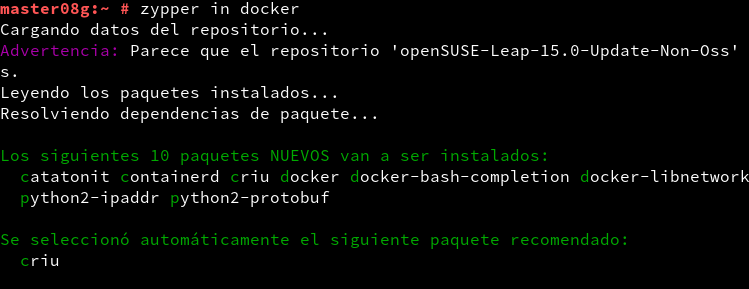 master08g:~ # zypper in docker
Cargando datos del repositorio...
Advertencia: Parece que el repositorio 'openSUSE-Leap-15.0-Update-Non-Oss'
s.
Leyendo los paquetes instalados...
Resolviendo dependencias de paquete...
Los siguientes 10 paquetes NUEVOS van a ser instalados:
catatonit containerd criu docker docker-bash-completion docker-libnetwork
python2-ipaddr python2-protobuf
Se seleccionó automáticamente el siguiente paquete recomendado:
criu